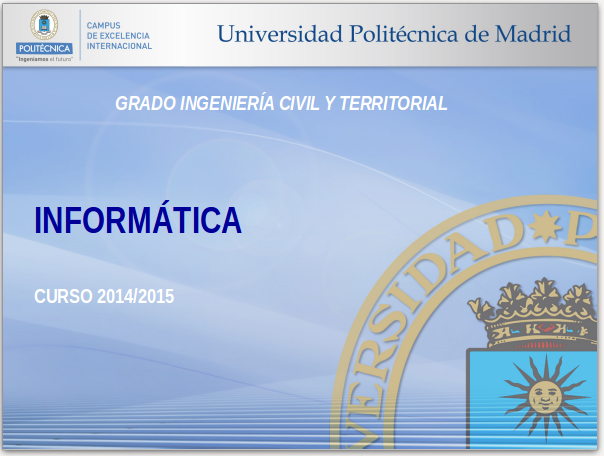 POLITÉCNICA
"Ingeniamos el futuro"
CAMPUS
DE EXCELENCIA
INTERNACIONAL
Universidad Politécnica de Madrid
GRADO INGENIERÍA CIVIL Y TERRITORIAL
INFORMÁTICA
CURSO 2014/2015
VERSIDAD P